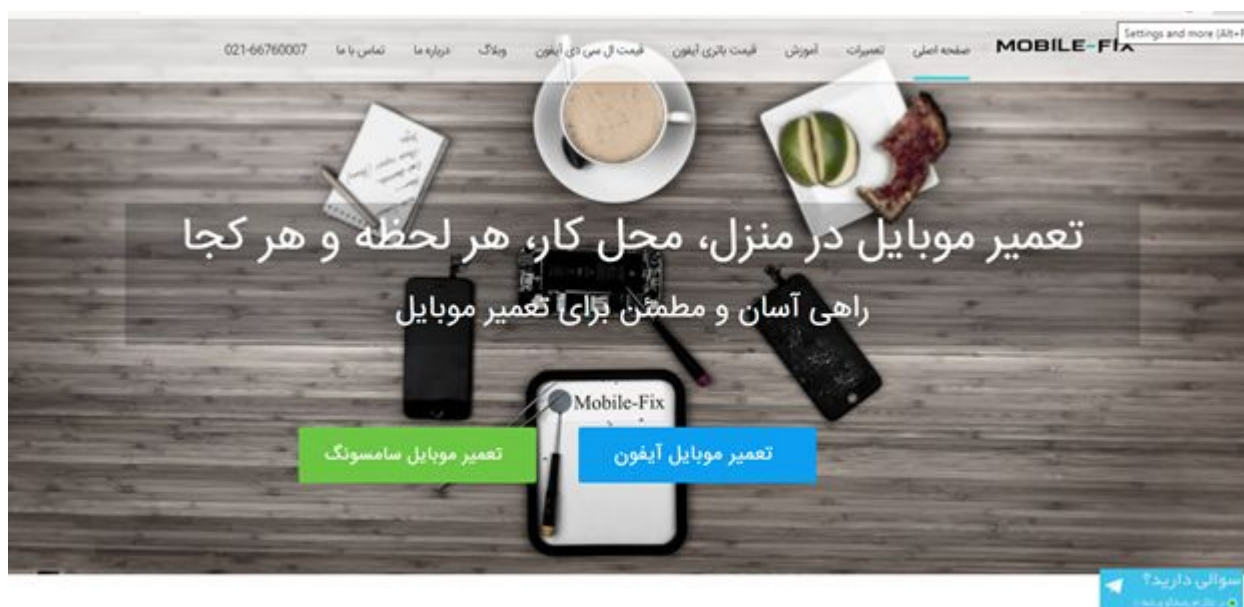 Settings and more (Alt+F
MOBILE-FIX
صفحه اصلی تعمیرات آموزش قیمت باتری آیفون قیمت ال سی دی آیفون وبلاگ درباره ما تماس با ما 021-66760007
تعمیر موبایل در منزل، محل کار، هر لحظه و هر کجا
راهی آسان و مطمئن برای تعمیر موبایل
Mobile-Fix
تعمیر موبایل آیفون
تعمیر موبایل سامسونگ
سوالی دارید؟